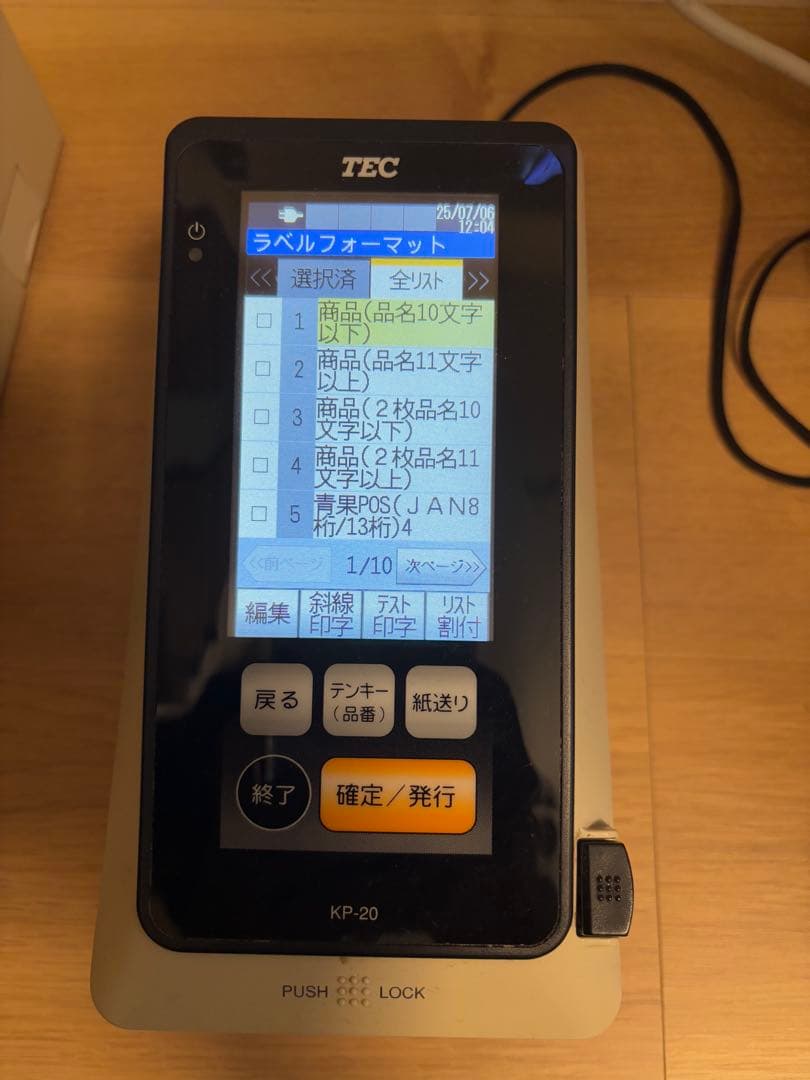 TEC
25/07/06
12:04
ラベルフォーマット
<< 選択済 全リスト >>
1 商品(品名10文字
以下)
2 商品(品名11文字
以上)
3 商品(2枚品名10
文字以下)
4 商品(2枚品名11
文字以上)
5 青果POS(JAN8
桁/13桁)4
<<前ページ 1/10 次ページ>>
編集 斜線印字 テスト印字 リスト割付
戻る テンキー(品番) 紙送り
終了 確定/発行
KP-20
PUSH LOCK